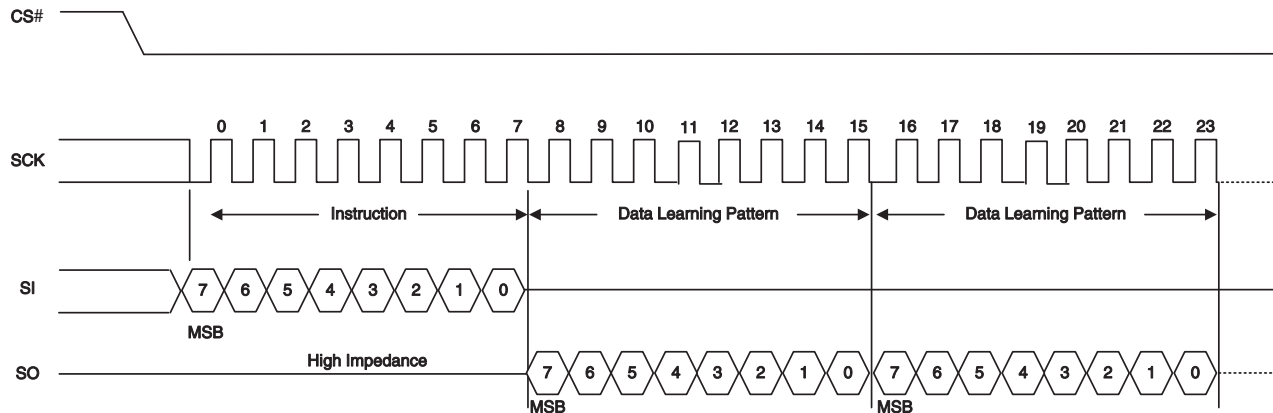 CS#
0 1 2 3 4 5 6 7 8 9 10 11 12 13 14 15 16 17 18 19 20 21 22 23
SCK
Instruction Data Learning Pattern Data Learning Pattern
SI 7 6 5 4 3 2 1 0
MSB
High Impedance
SO 7 6 5 4 3 2 1 0 7 6 5 4 3 2 1 0
MSB MSB